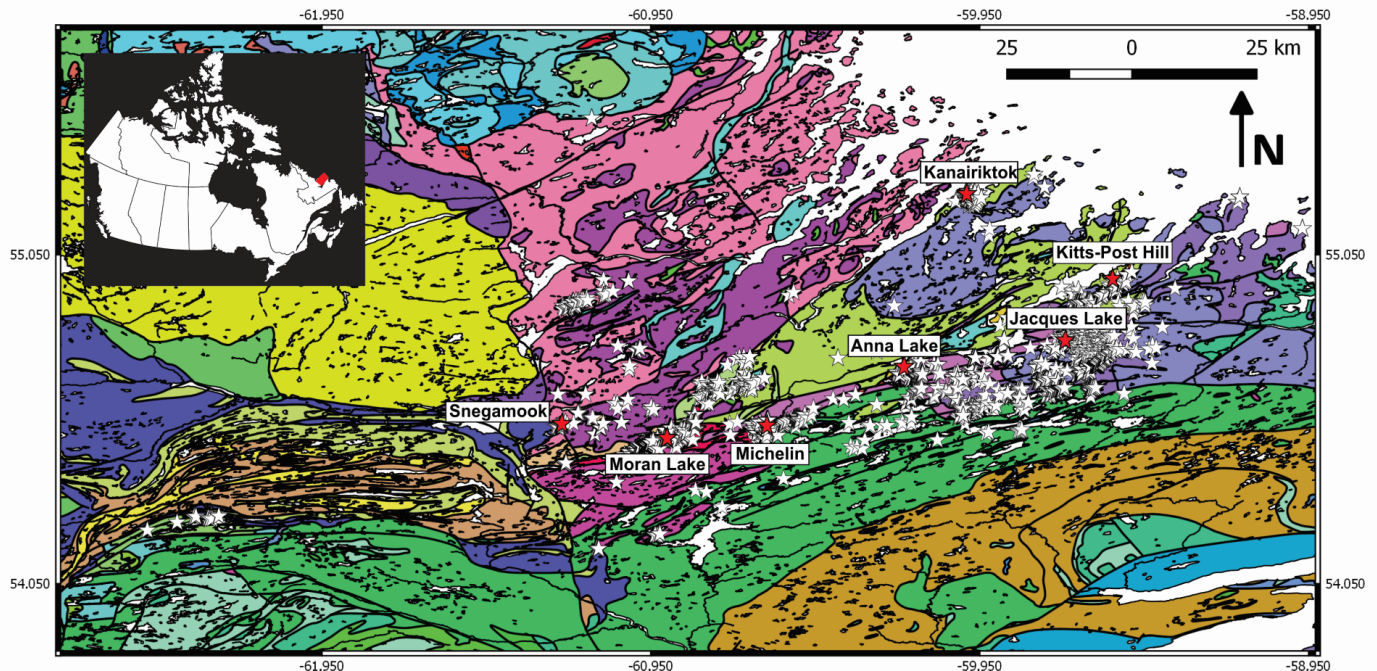 -61.950 -60.950 -59.950 -58.950
25 0 25 km
N
Kanairiktok
55.050 Kitts-Post Hill 55.050
Jacques Lake
Anna Lake
Snegamook
Moran Lake Michelin
54.050 54.050
-61.950 -60.950 -59.950 -58.950